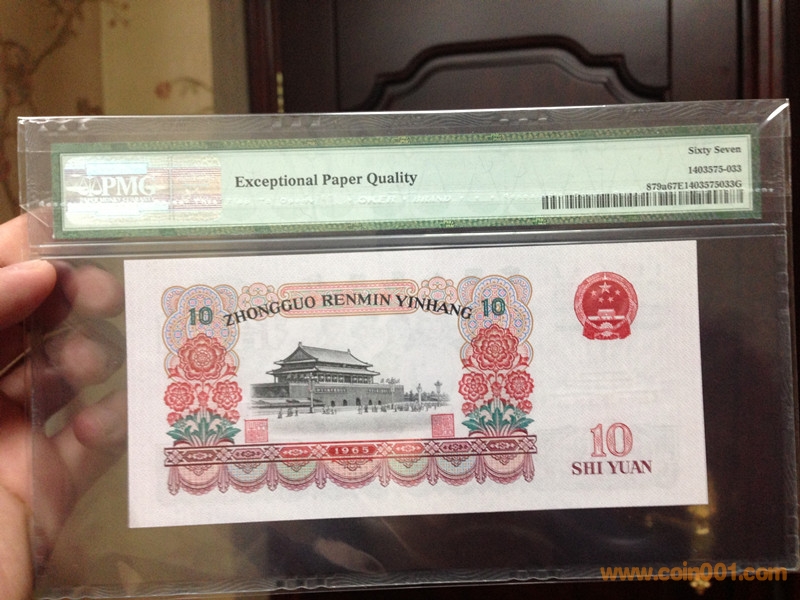 PMG
Exceptional Paper Quality
Sixty Seven
1403575-033
879a67E1403575033G
10
ZHONGGUO RENMIN YINHANG
10
1965
10
SHI YUAN
www.coin001.com